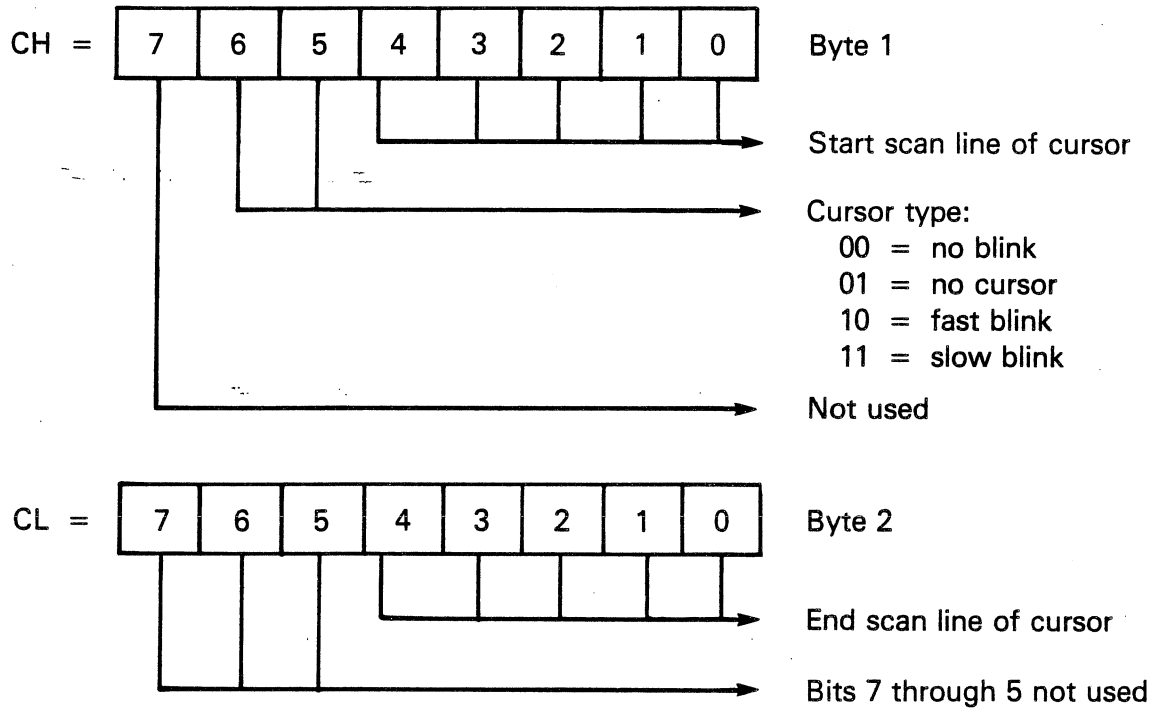 CH = 7 6 5 4 3 2 1 0 Byte 1
Start scan line of cursor
Cursor type:
00 = no blink
01 = no cursor
10 = fast blink
11 = slow blink
Not used
CL = 7 6 5 4 3 2 1 0 Byte 2
End scan line of cursor
Bits 7 through 5 not used